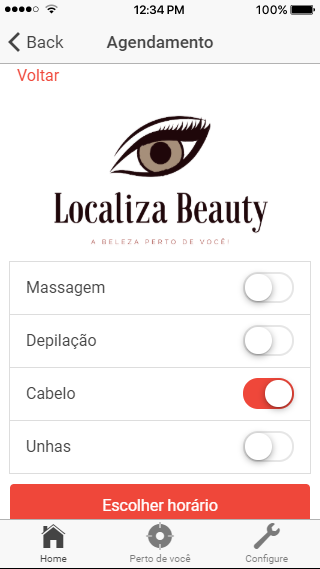 12:34 PM
100%
Back
Agendamento
Voltar
Localiza Beauty
A BELEZA PERTO DE VOCÊ!
Massagem
Depilação
Cabelo
Unhas
Escolher horário
Home
Perto de você
Configure